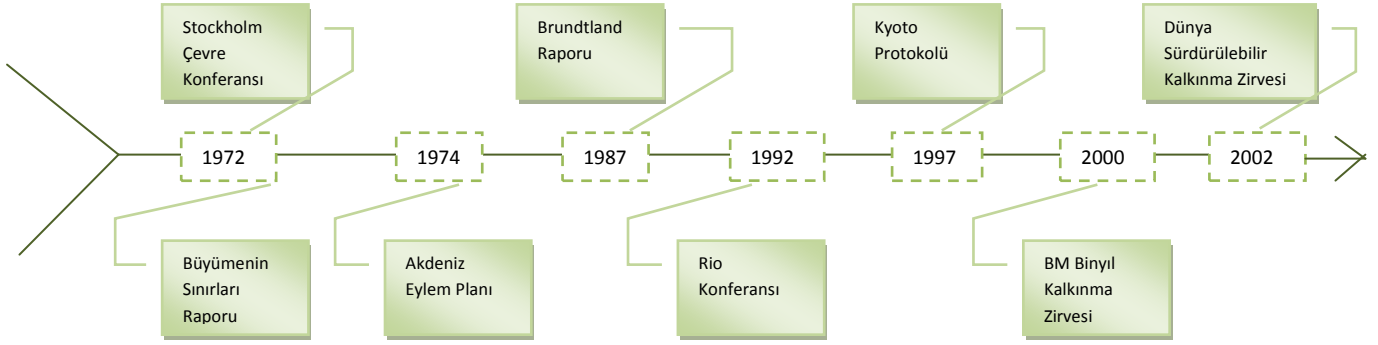 Stockholm
Çevre
Konferansı
Brundtland
Raporu
Kyoto
Protokolü
Dünya
Sürdürülebilir
Kalkınma Zirvesi
1972
1974
1987
1992
1997
2000
2002
Büyümenin
Sınırları
Raporu
Akdeniz
Eylem Planı
Rio
Konferansı
BM Binyıl
Kalkınma
Zirvesi